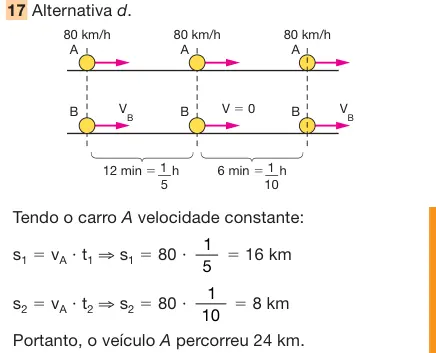 17 Alternativa d.
80 km/h 80 km/h 80 km/h
A A A
B V_B B V = 0 B V_B
12 min = 1/5 h 6 min = 1/10 h
Tendo o carro A velocidade constante:
s₁ = v_A · t₁ ⇒ s₁ = 80 · 1/5 = 16 km
s₂ = v_A · t₂ ⇒ s₂ = 80 · 1/10 = 8 km
Portanto, o veículo A percorreu 24 km.